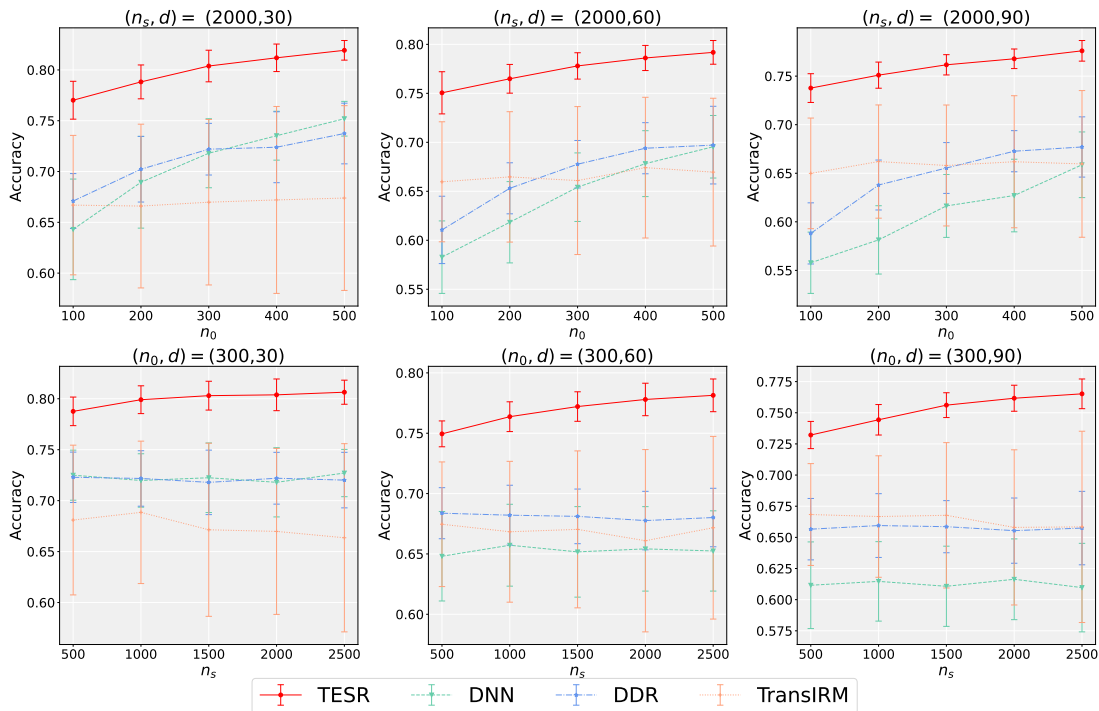 (n_s, d) = (2000,30)
Accuracy
0.80
0.75
0.70
0.65
0.60
100 200 300 400 500
n_0
(n_s, d) = (2000,60)
Accuracy
0.80
0.75
0.70
0.65
0.60
0.55
100 200 300 400 500
n_0
(n_s, d) = (2000,90)
Accuracy
0.75
0.70
0.65
0.60
0.55
100 200 300 400 500
n_0
(n_0, d) = (300,30)
Accuracy
0.80
0.75
0.70
0.65
0.60
500 1000 1500 2000 2500
n_s
(n_0, d) = (300,60)
Accuracy
0.80
0.75
0.70
0.65
0.60
500 1000 1500 2000 2500
n_s
(n_0, d) = (300,90)
Accuracy
0.775
0.750
0.725
0.700
0.675
0.650
0.625
0.600
0.575
500 1000 1500 2000 2500
n_s
TESR DNN DDR TransIRM